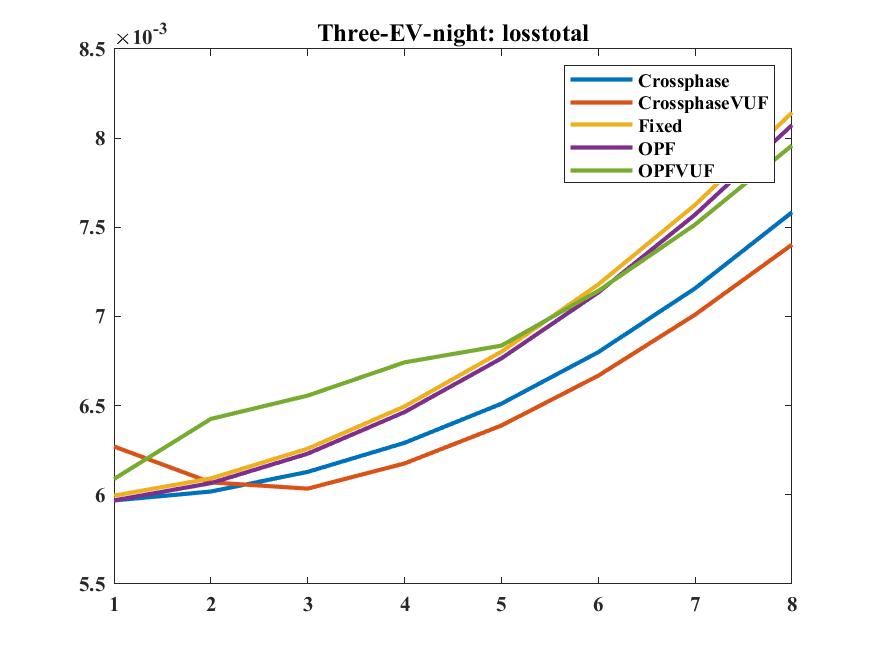 ×10-3
Three-EV-night: losstotal
8.5
8
7.5
7
6.5
6
5.5
1 2 3 4 5 6 7 8
Crossphase
CrossphaseVUF
Fixed
OPF
OPFVUF